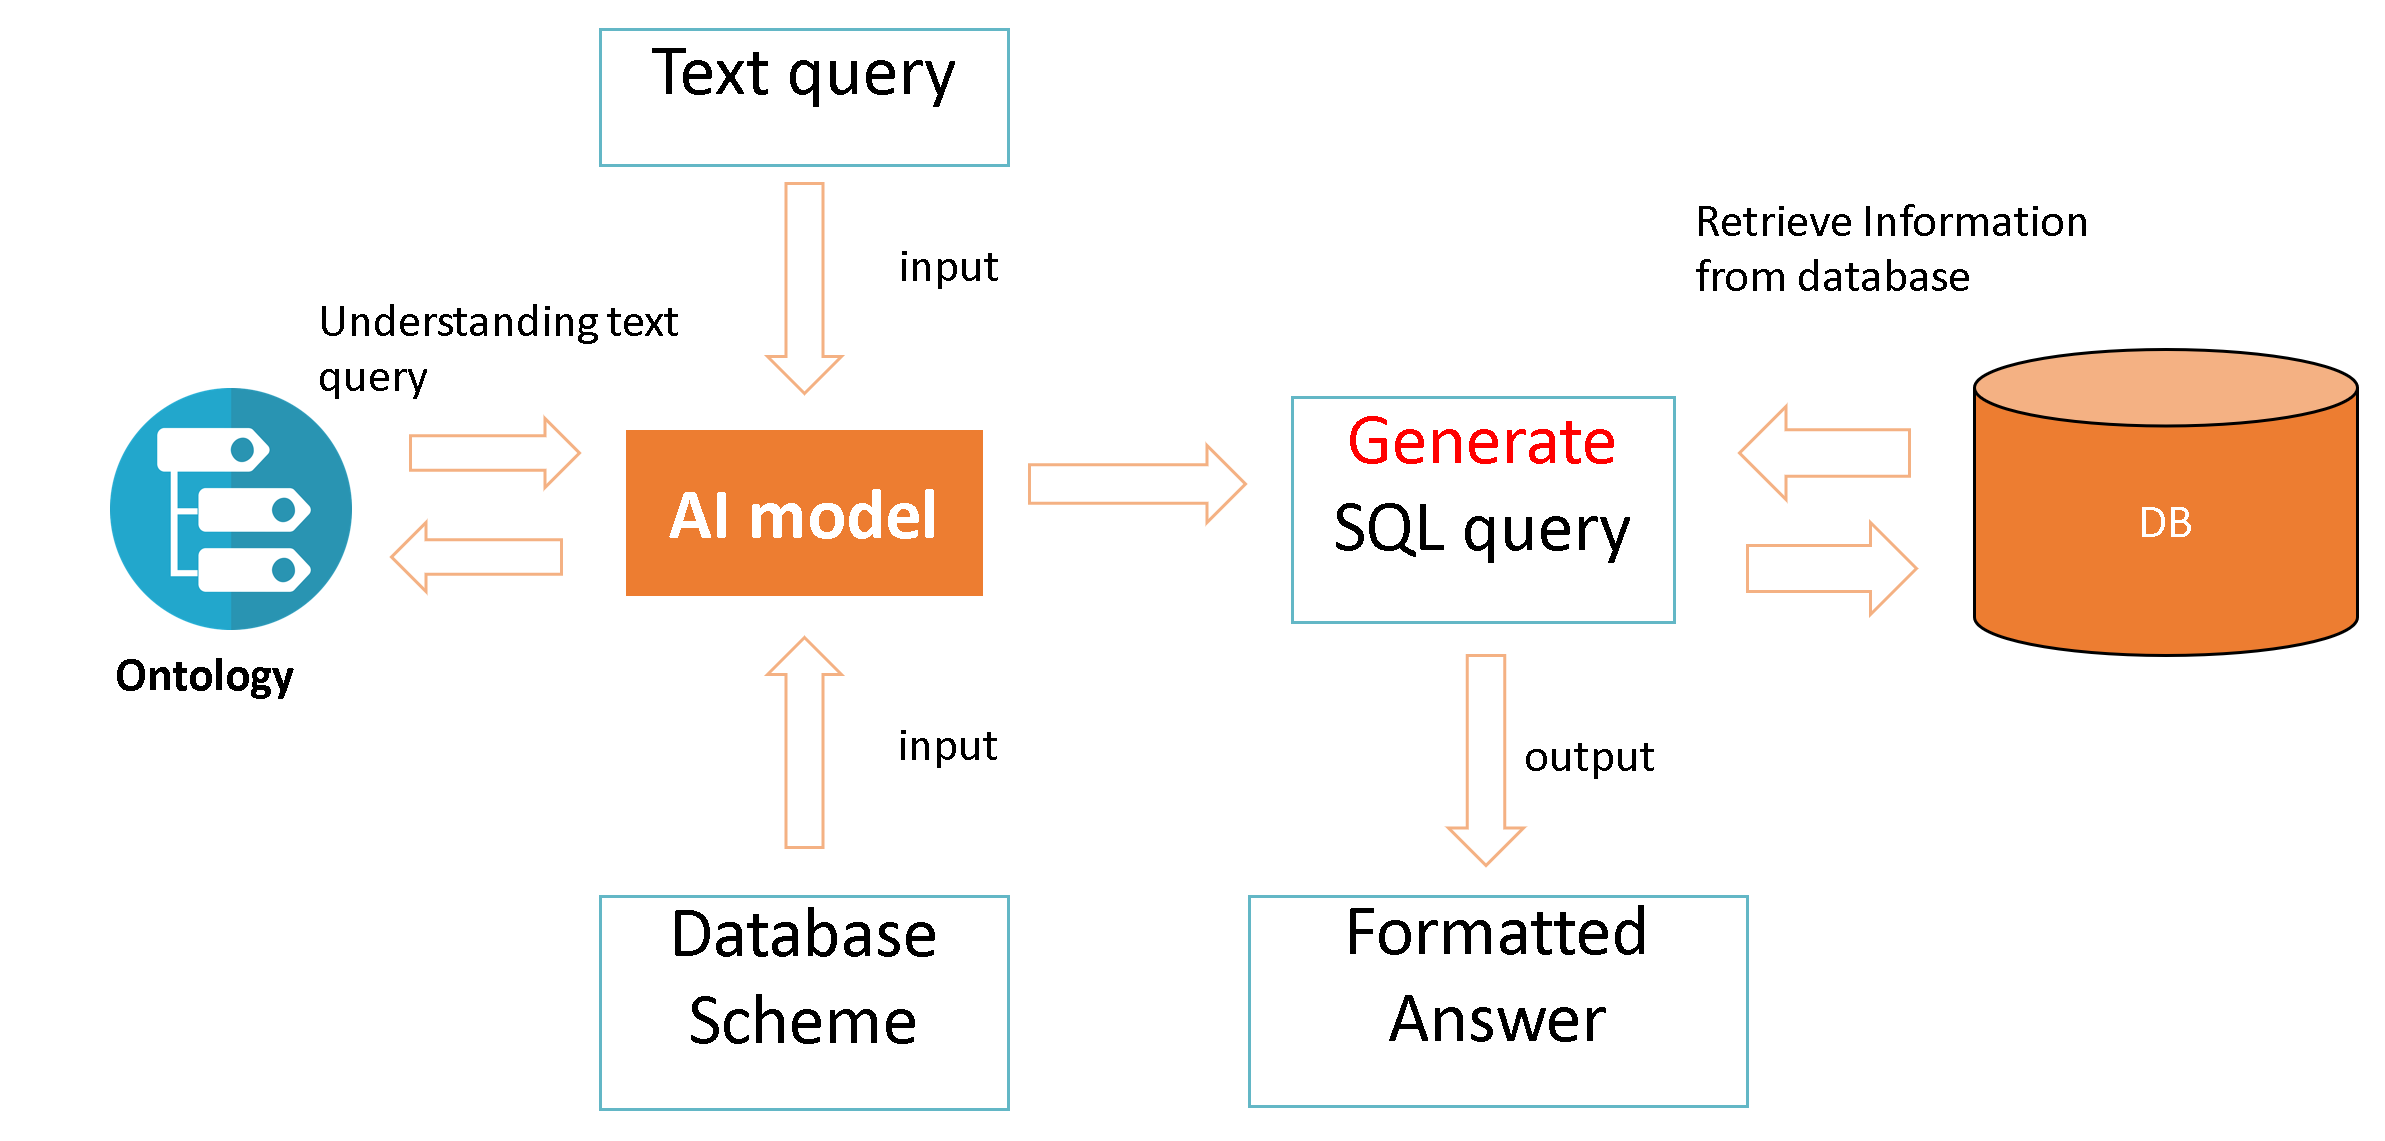 Text query
input
Retrieve Information
from database
Understanding text
query
Generate
SQL query
AI model
DB
Ontology
input
output
Database
Scheme
Formatted
Answer